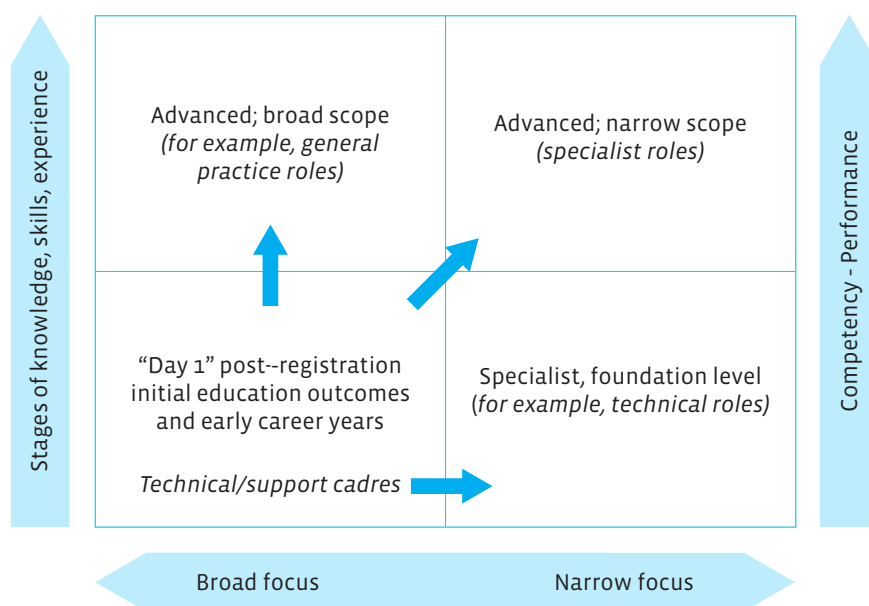 Stages of knowledge, skills, experience
Advanced; broad scope
(for example, general
practice roles)
Advanced; narrow scope
(specialist roles)
“Day 1” post--registration
initial education outcomes
and early career years
Technical/support cadres
Specialist, foundation level
(for example, technical roles)
Competency - Performance
Broad focus
Narrow focus